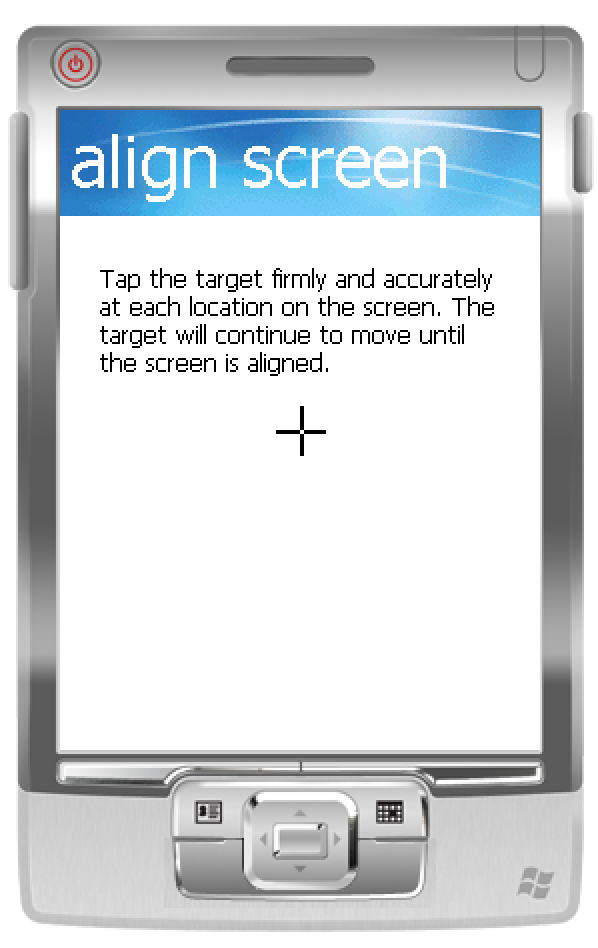 align screen
Tap the target firmly and accurately
at each location on the screen. The
target will continue to move until
the screen is aligned.